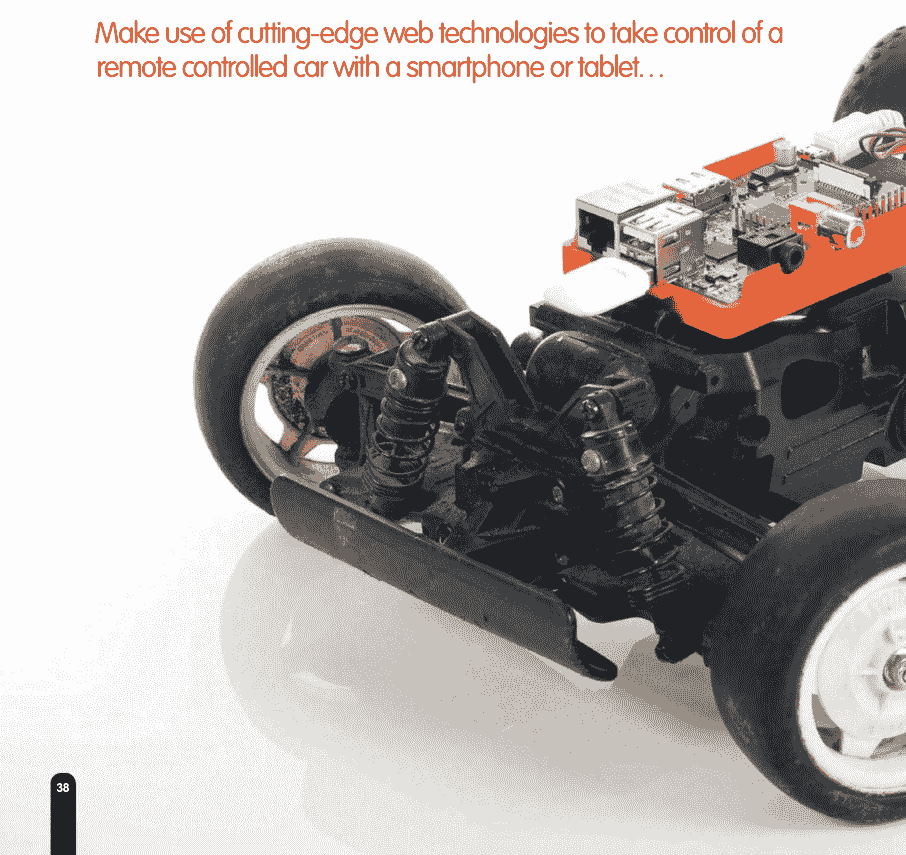 Make use of cutting-edge web technologies to take control of a
remote controlled car with a smartphone or tablet…
38